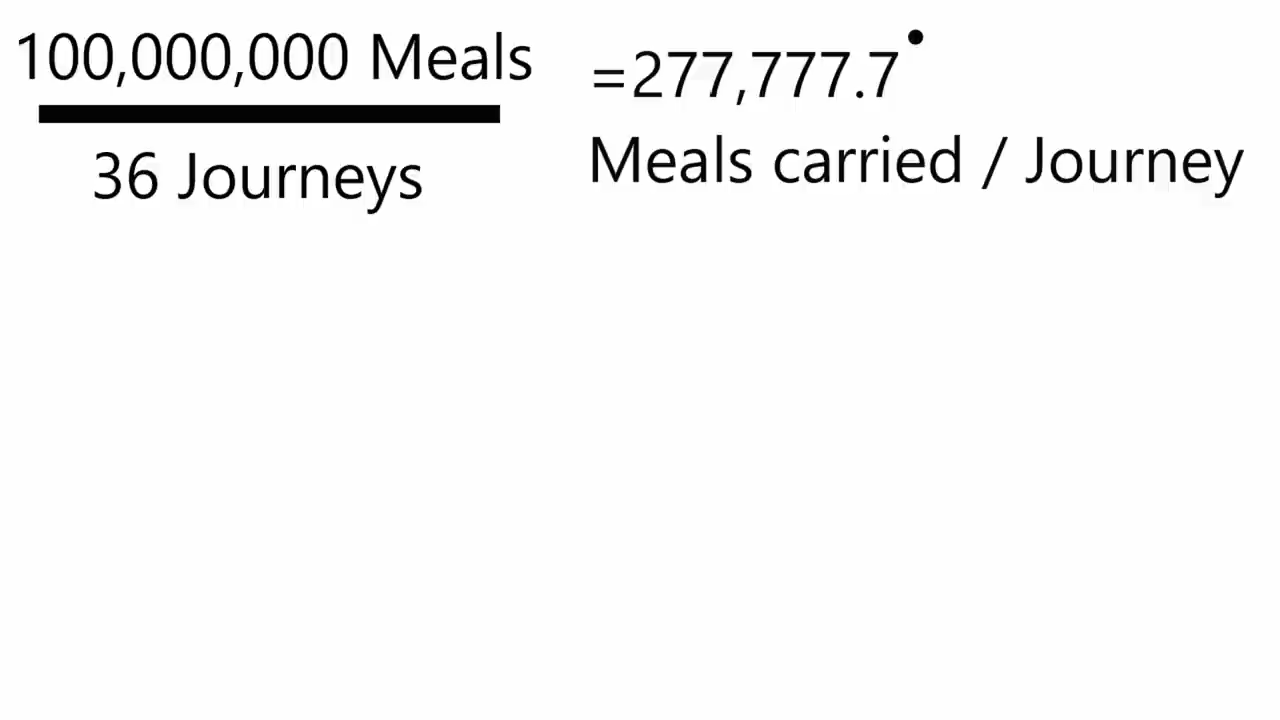 100,000,000 Meals
36 Journeys
=277,777.7̇
Meals carried / Journey